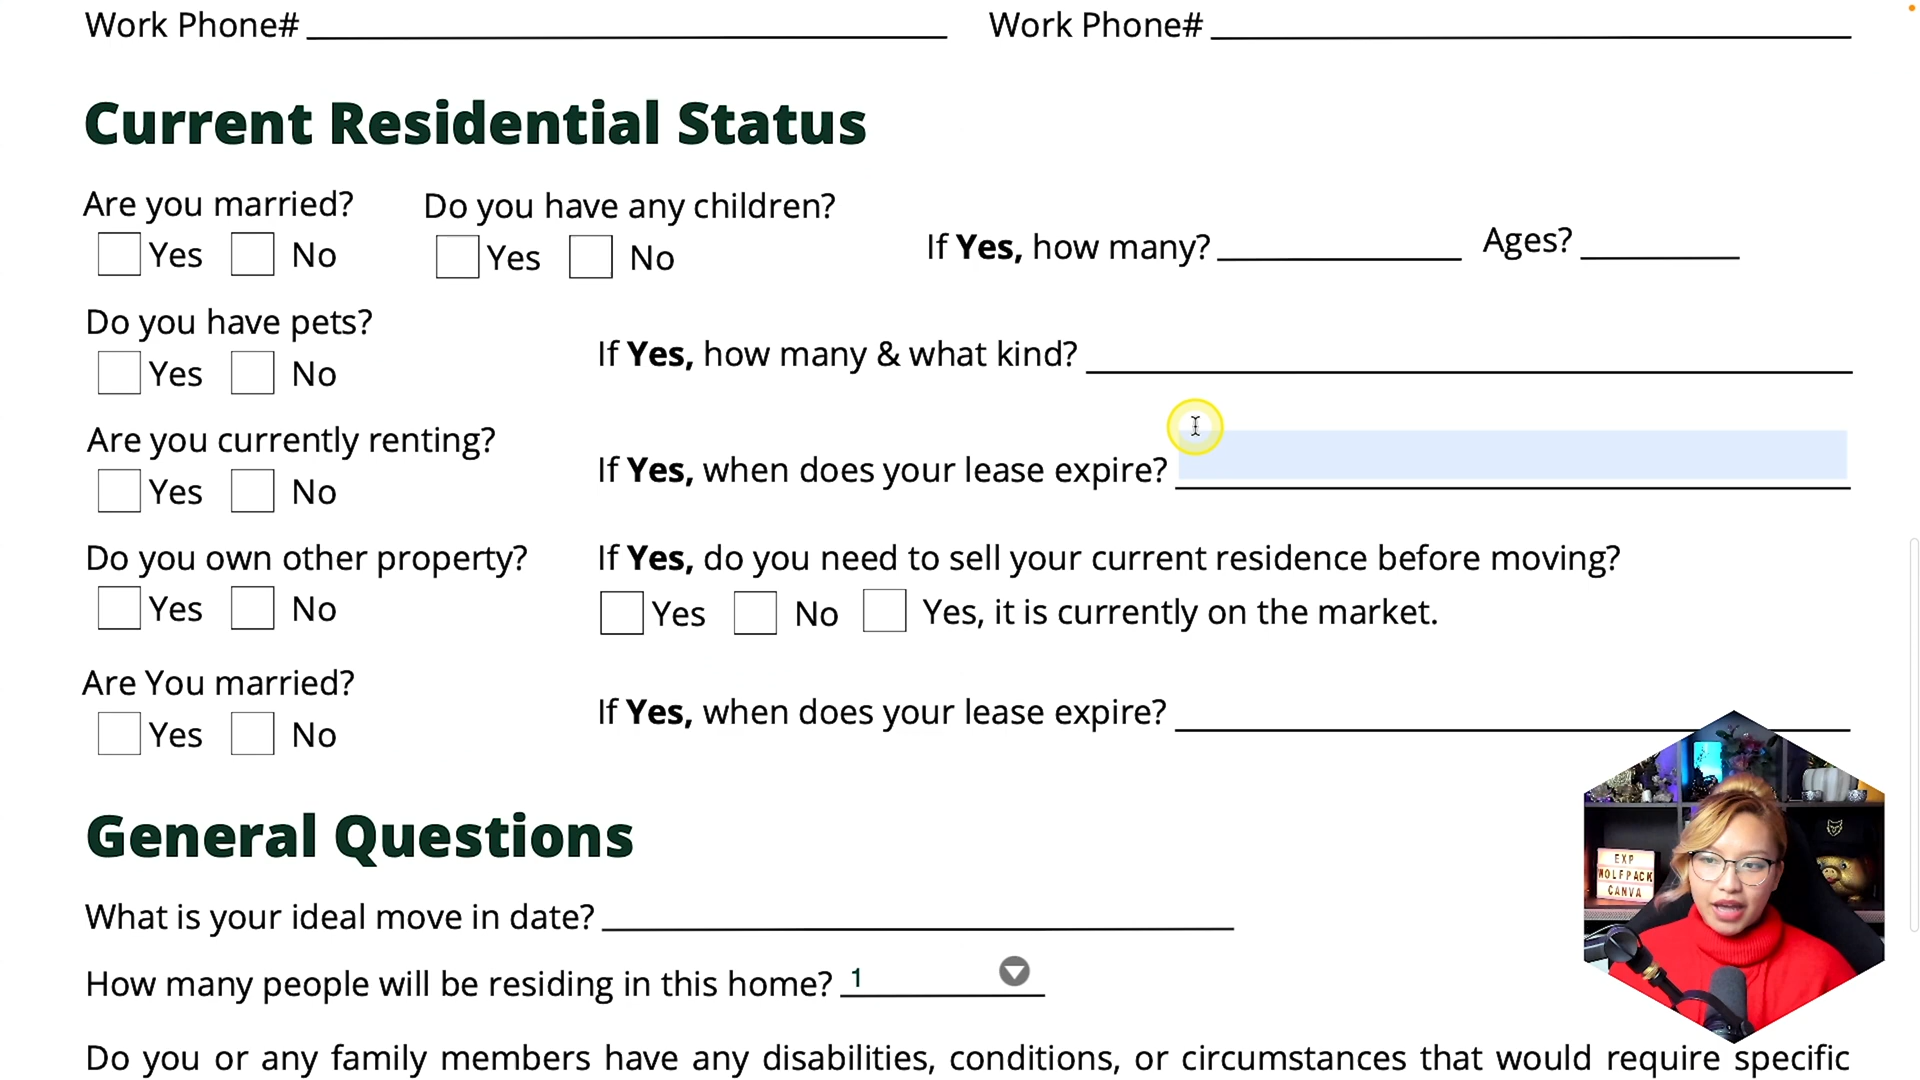 Work Phone# Work Phone#
Current Residential Status
Are you married? Do you have any children?
Yes No Yes No If Yes, how many? Ages?
Do you have pets?
Yes No If Yes, how many & what kind?
Are you currently renting?
Yes No If Yes, when does your lease expire?
Do you own other property? If Yes, do you need to sell your current residence before moving?
Yes No Yes No Yes, it is currently on the market.
Are You married?
Yes No If Yes, when does your lease expire?
General Questions
What is your ideal move in date?
How many people will be residing in this home? 1
Do you or any family members have any disabilities, conditions, or circumstances that would require specific
EXP
WOLFPACK
CANVA